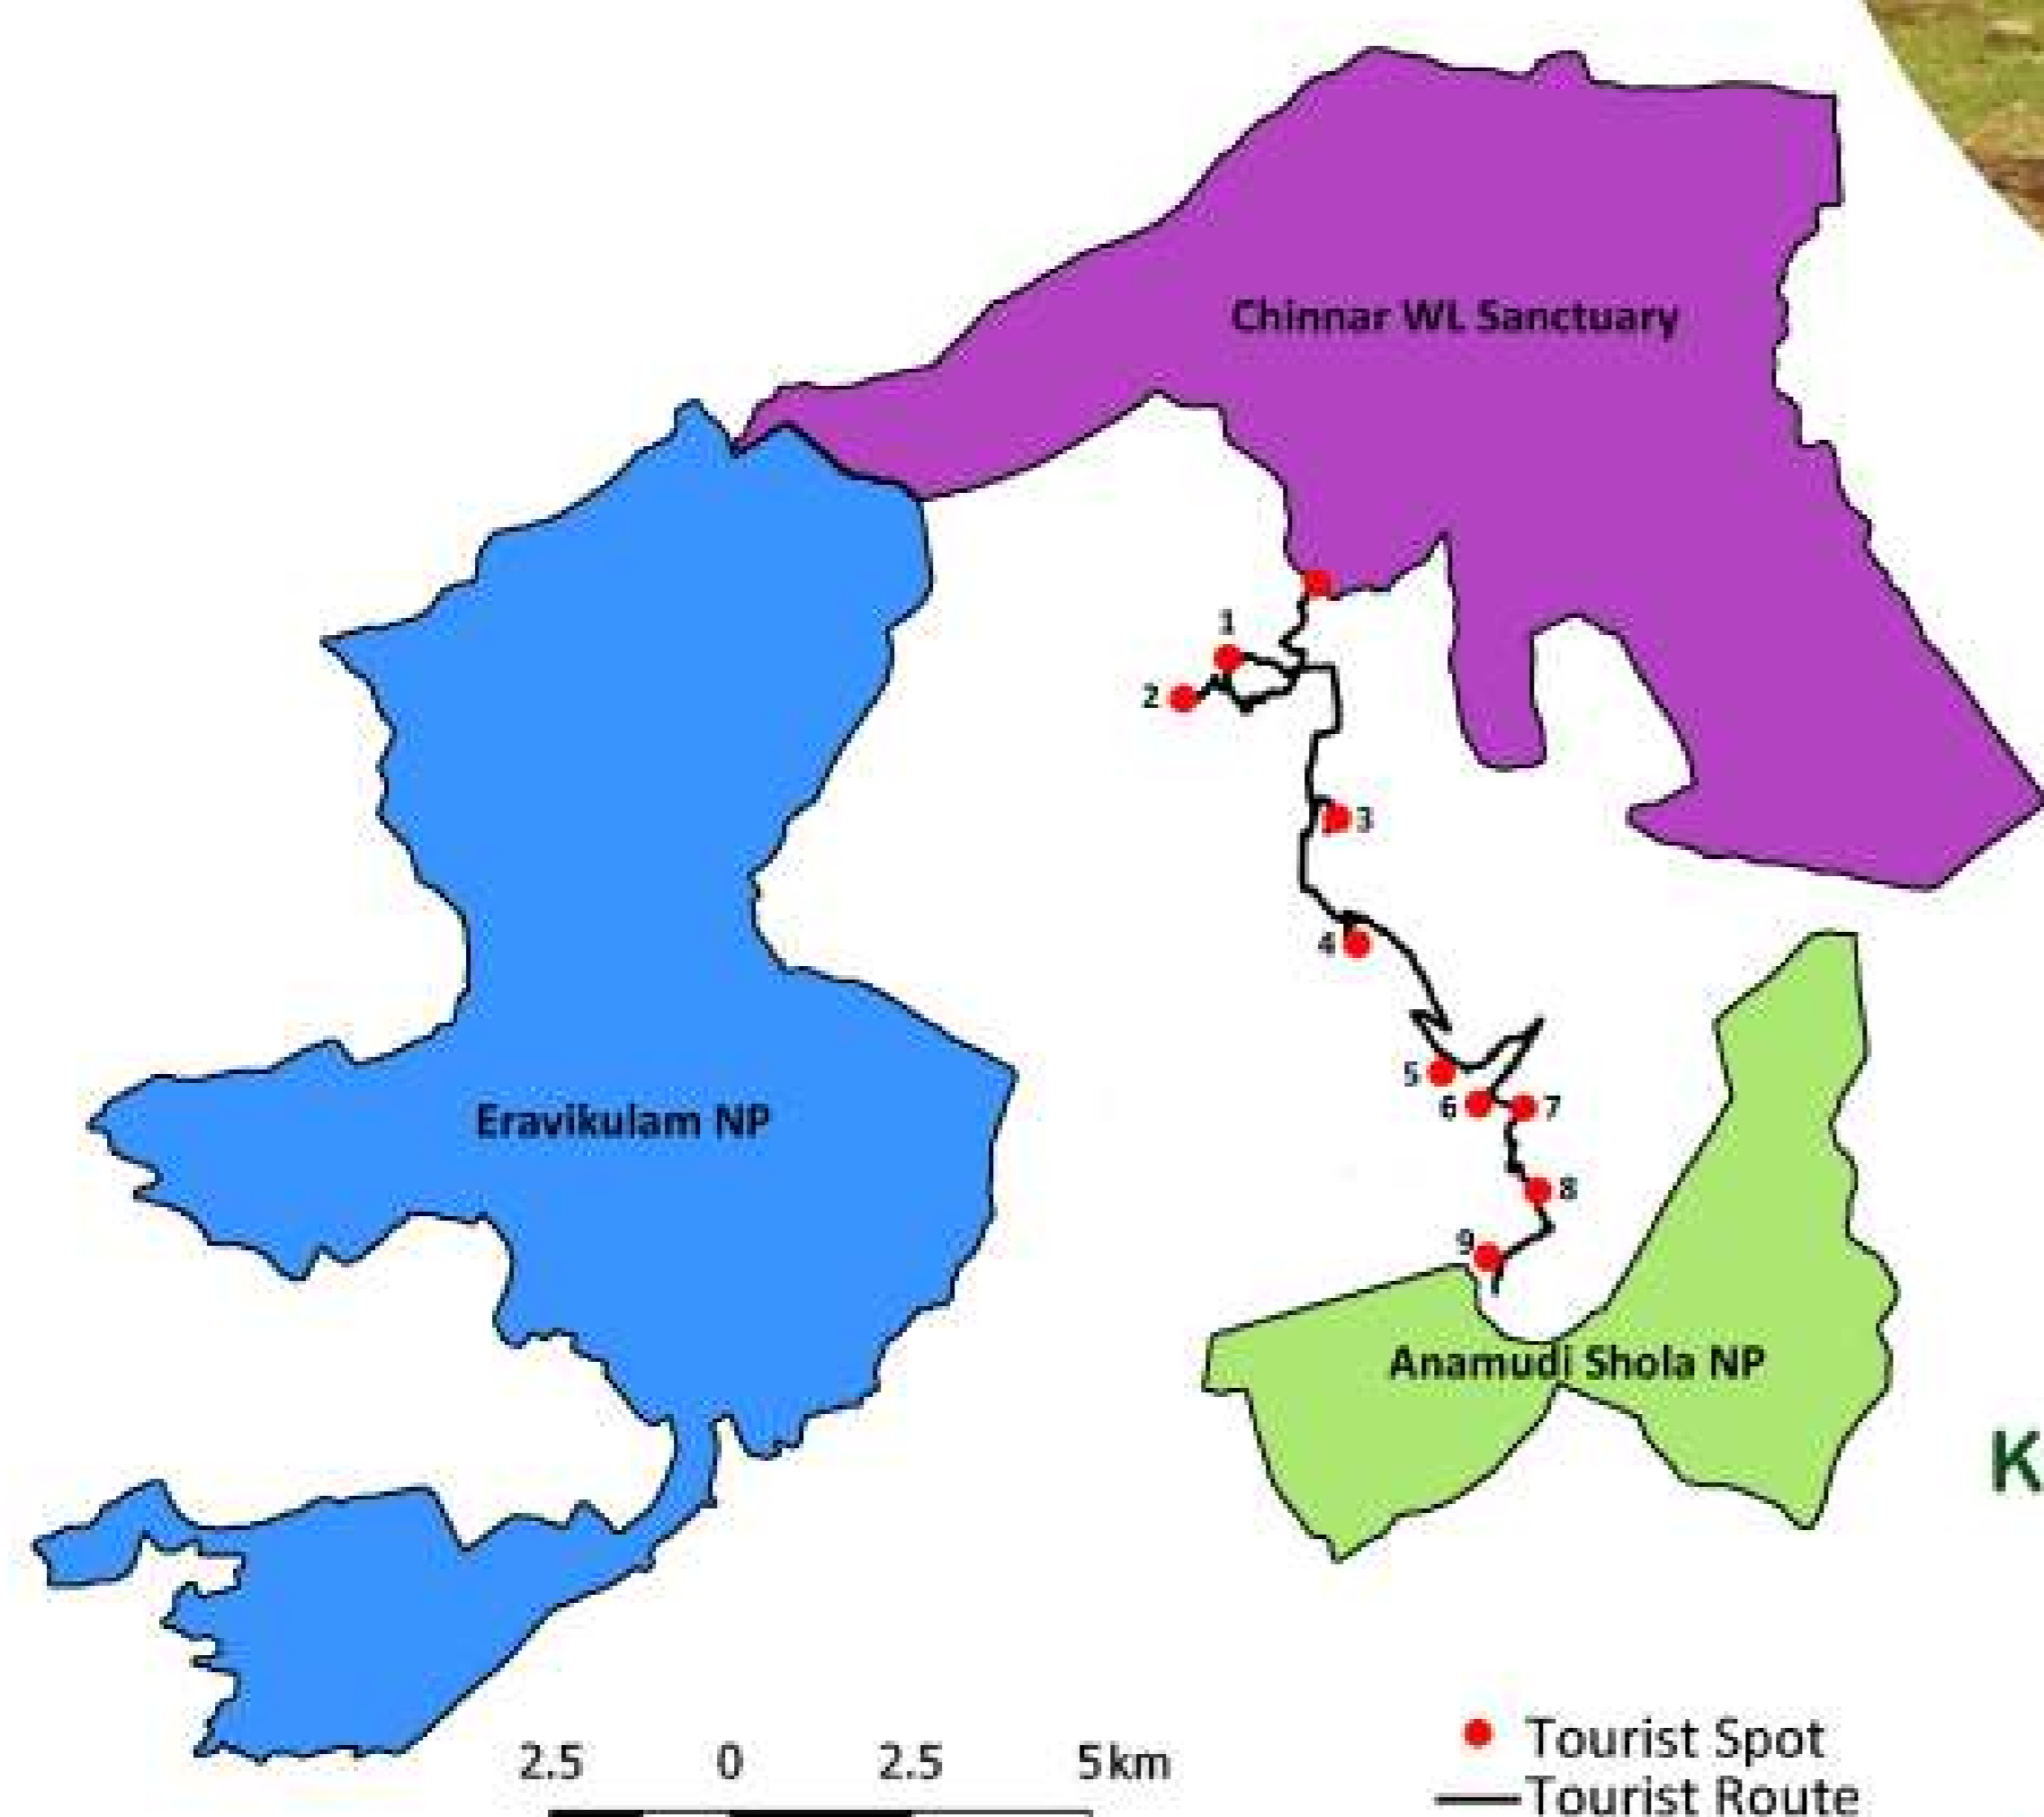 Chinnar WL Sanctuary
1
2
3
4
Eravikulam NP
5
6
7
8
9
Anamudi Shola NP
K
Tourist Spot
2.5 0 2.5 5km
Tourist Route